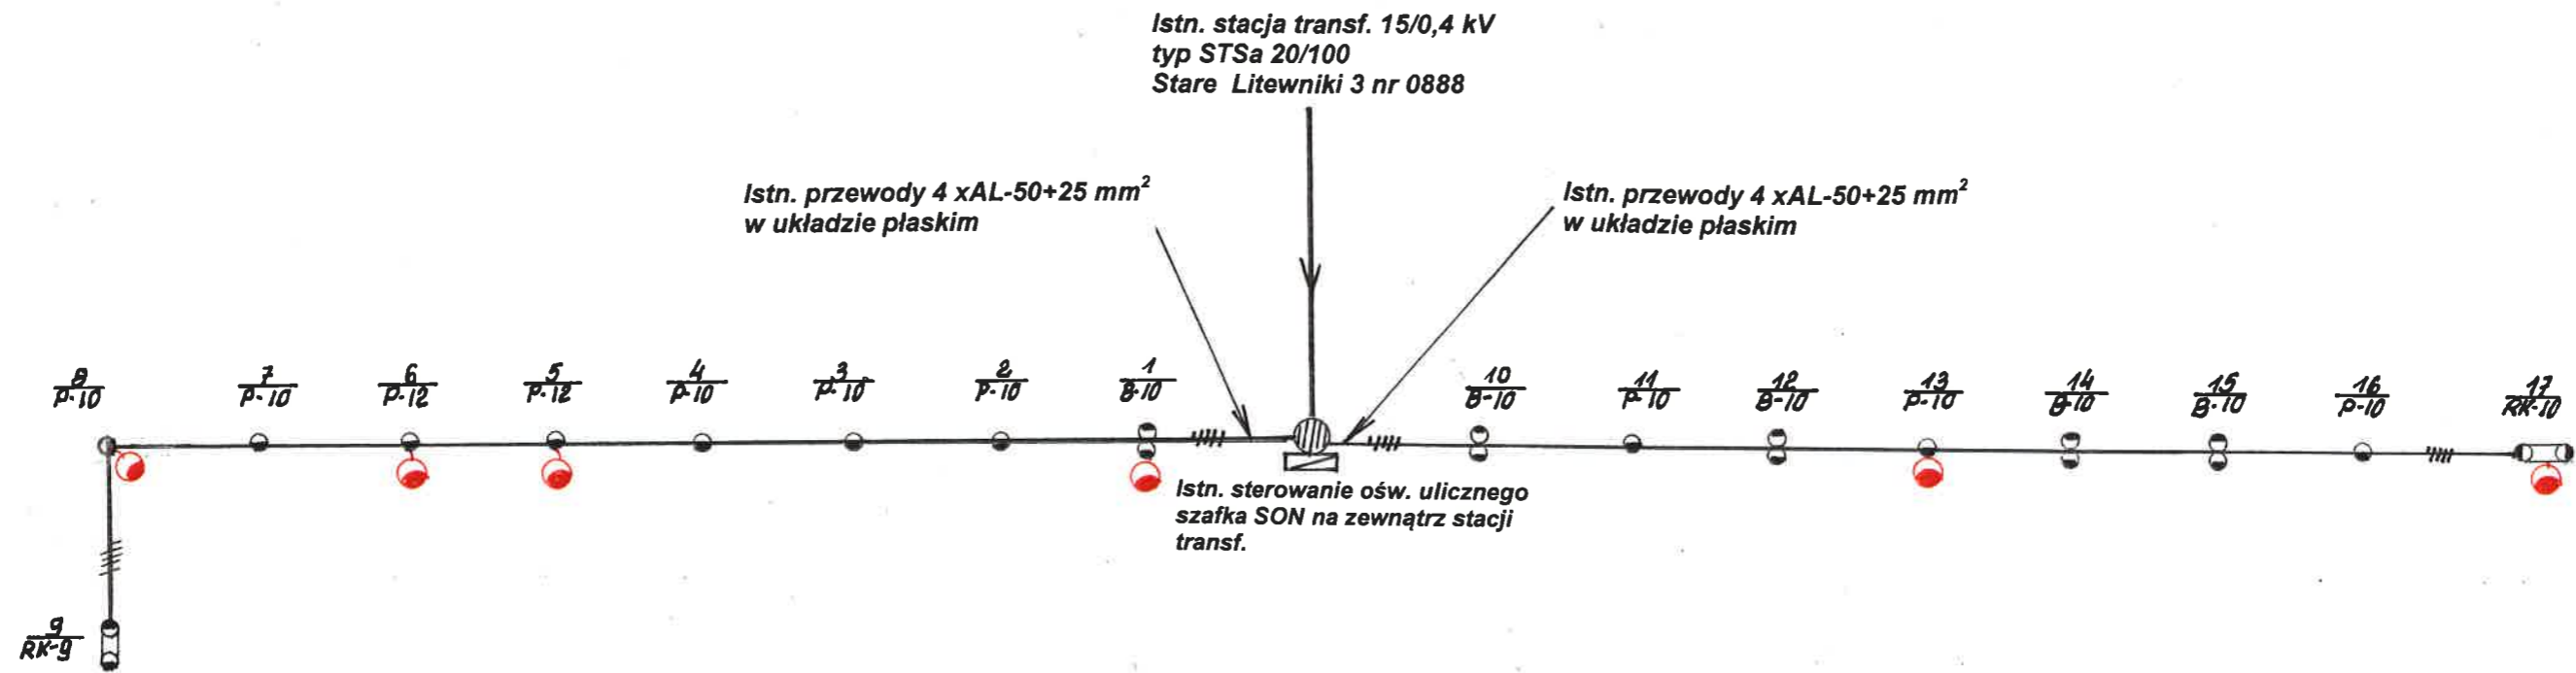 Istn. stacja transf. 15/0,4 kV
typ STSa 20/100
Stare Litewniki 3 nr 0888
Istn. przewody 4 xAL-50+25 mm²
w układzie płaskim
Istn. przewody 4 xAL-50+25 mm²
w układzie płaskim
8
P-10
7
P-10
6
P-12
5
P-12
4
P-10
3
P-10
2
P-10
1
B-10
10
B-10
11
P-10
12
B-10
13
P-10
14
B-10
15
B-10
16
P-10
17
RK-10
Istn. sterowanie ośw. ulicznego
szafka SON na zewnątrz stacji
transf.
9
RK-9